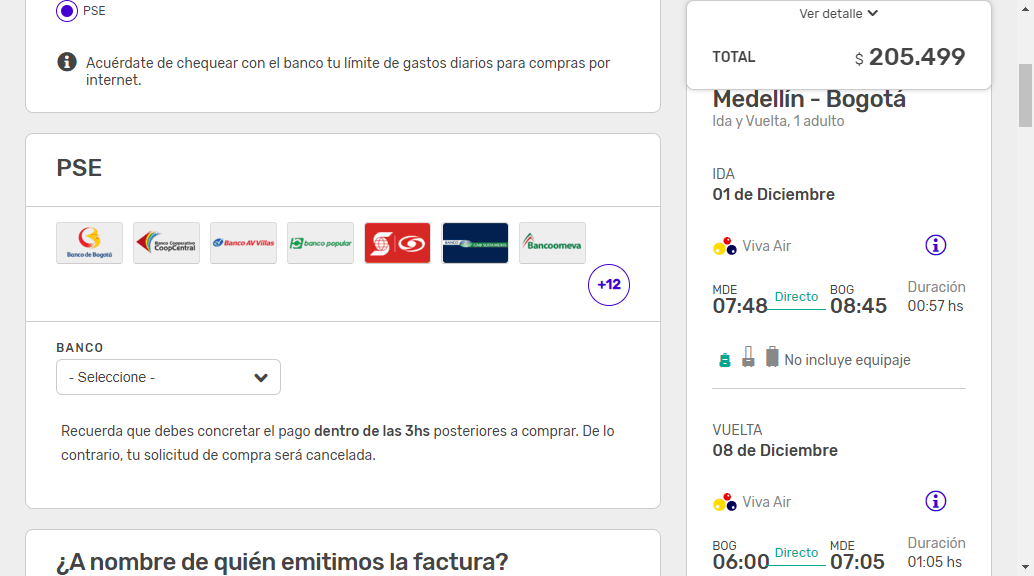 PSE
Acuérdate de chequear con el banco tu límite de gastos diarios para compras por
internet.
PSE
Banco de Bogotá
Banco Cooperativo
CoopCentral
Banco AV Villas
banco popular
Bancoomeva
+12
BANCO
- Seleccione -
Recuerda que debes concretar el pago dentro de las 3hs posteriores a comprar. De lo
contrario, tu solicitud de compra será cancelada.
¿A nombre de quién emitimos la factura?
Ver detalle
TOTAL
$ 205.499
Medellín - Bogotá
Ida y Vuelta, 1 adulto
IDA
01 de Diciembre
Viva Air
MDE
07:48
Directo
BOG
08:45
Duración
00:57 hs
No incluye equipaje
VUELTA
08 de Diciembre
Viva Air
BOG
06:00
Directo
MDE
07:05
Duración
01:05 hs